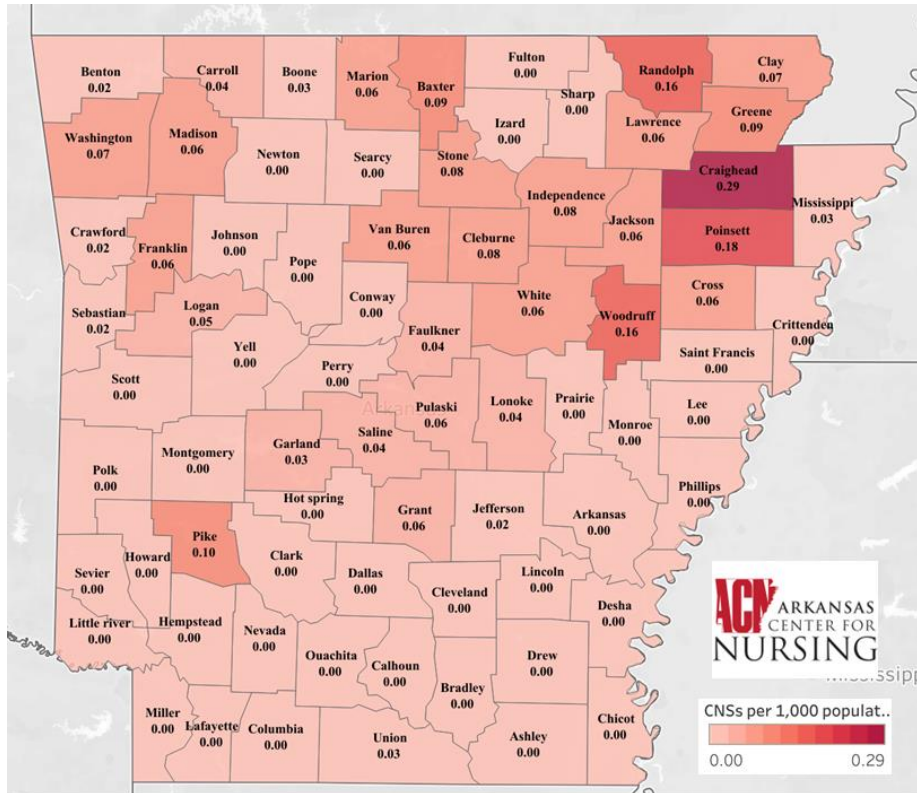 Benton
0.02
Carroll
0.04
Boone
0.03
Marion
0.06
Baxter
0.09
Fulton
0.00
Sharp
0.00
Randolph
0.16
Clay
0.07
Washington
0.07
Madison
0.06
Newton
0.00
Searcy
0.00
Stone
0.08
Izard
0.00
Lawrence
0.06
Greene
0.09
Independence
0.08
Craighead
0.29
Mississippi
0.03
Crawford
0.02
Franklin
0.06
Johnson
0.00
Pope
0.00
Van Buren
0.06
Cleburne
0.08
Jackson
0.06
Poinsett
0.18
Sebastian
0.02
Logan
0.05
Conway
0.00
White
0.06
Woodruff
0.16
Cross
0.06
Crittenden
0.00
Yell
0.00
Faulkner
0.04
Saint Francis
0.00
Scott
0.00
Perry
0.00
Pulaski
0.06
Lonoke
0.04
Prairie
0.00
Monroe
0.00
Lee
0.00
Polk
0.00
Montgomery
0.00
Garland
0.03
Saline
0.04
Phillips
0.00
Hot spring
0.00
Grant
0.06
Jefferson
0.02
Arkansas
0.00
Pike
0.10
Howard
0.00
Sevier
0.00
Clark
0.00
Dallas
0.00
Cleveland
0.00
Lincoln
0.00
Desha
0.00
Little river
0.00
Hempstead
0.00
Nevada
0.00
Ouachita
0.00
Calhoun
0.00
Bradley
0.00
Drew
0.00
Miller
0.00
Lafayette
0.00
Columbia
0.00
Union
0.03
Ashley
0.00
Chicot
0.00
ACN ARKANSAS
CENTER FOR
NURSING
CNSs per 1,000 populat..
0.00 0.29